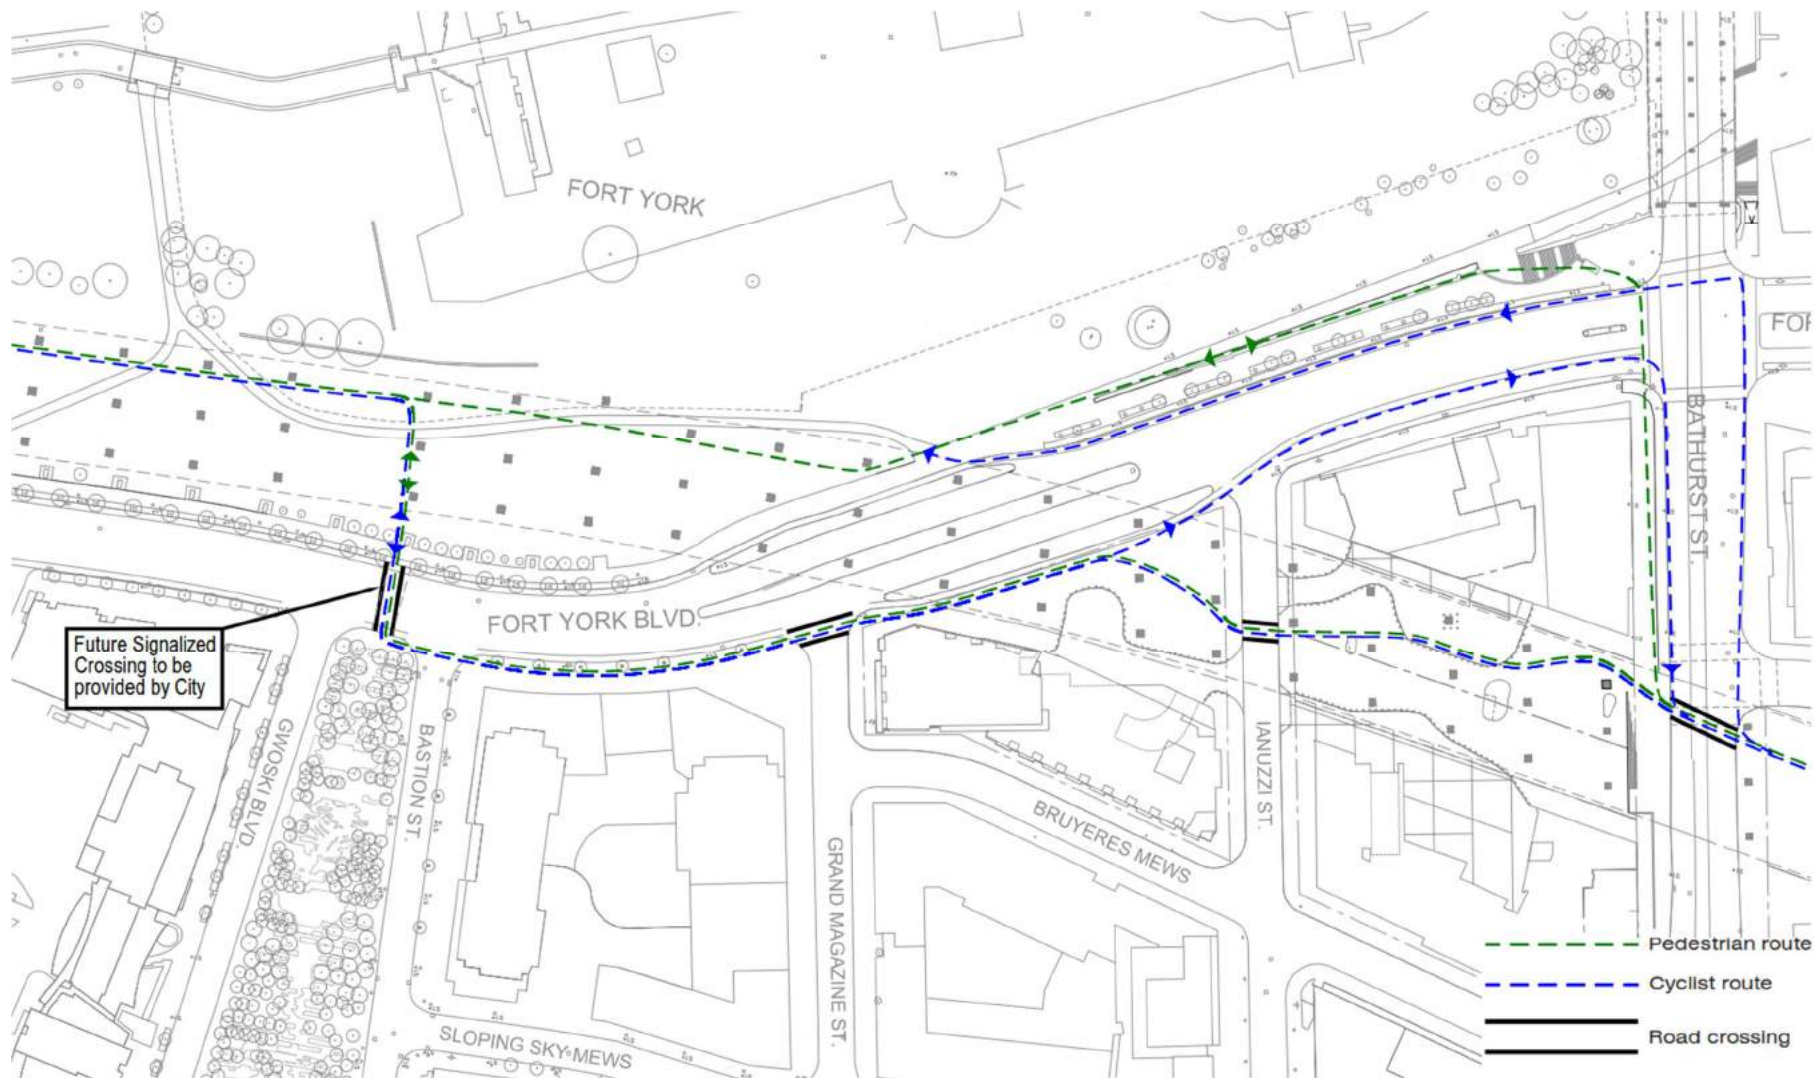 FORT YORK
FOR
BATHURST ST.
FORT YORK BLVD.
Future Signalized
Crossing to be
provided by City
GWOSKI BLVD.
BASTION ST.
IANUZZI ST.
BRUYERES MEWS
GRAND MAGAZINE ST.
SLOPING SKY MEWS
Pedestrian route
Cyclist route
Road crossing